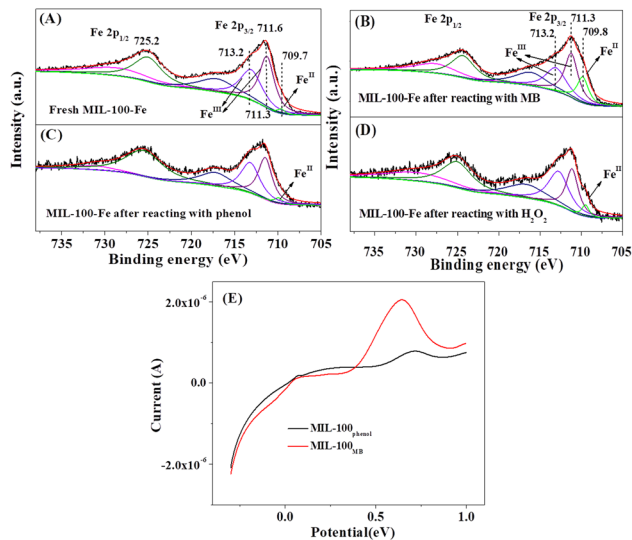 (A)
Fe 2p1/2
725.2
Fe 2p3/2
711.6
713.2
709.7
FeII
FeIII
711.3
Fresh MIL-100-Fe
Intensity (a.u.)
(C)
FeII
MIL-100-Fe after reacting with phenol
735 725 720 715 710 705
Binding energy (eV)
(B)
Fe 2p1/2
Fe 2p3/2
711.3
FeIII
713.2
709.8
FeII
MIL-100-Fe after reacting with MB
Intensity (a.u.)
(D)
FeII
MIL-100-Fe after reacting with H2O2
735 725 720 715 710 705
Binding energy (eV)
(E)
2.0x10-6
0.0
-2.0x10-6
Current (A)
MIL-100phenol
MIL-100MB
0.0 0.5 1.0
Potential(eV)